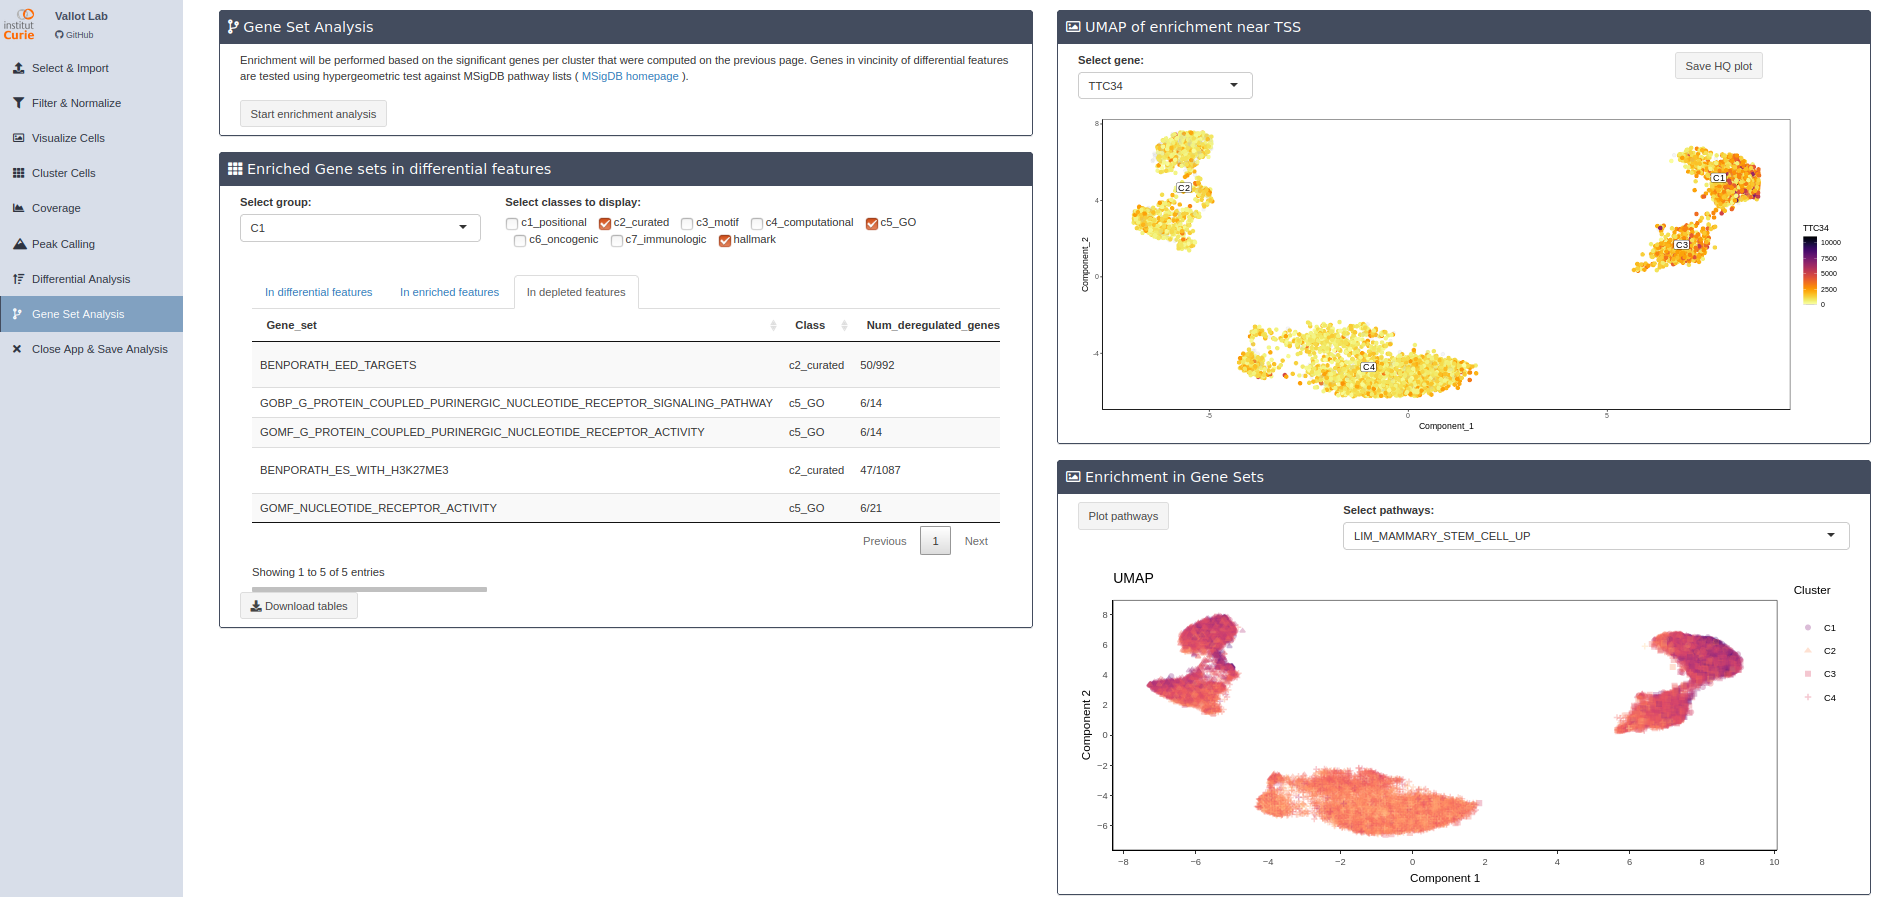 institut
Curie
Vallot Lab
GitHub
Select & Import
Filter & Normalize
Visualize Cells
Cluster Cells
Coverage
Peak Calling
Differential Analysis
Gene Set Analysis
Close App & Save Analysis
Gene Set Analysis
Enrichment will be performed based on the significant genes per cluster that were computed on the previous page. Genes in vincinity of differential features
are tested using hypergeometric test against MSigDB pathway lists ( MSigDB homepage ).
Start enrichment analysis
Enriched Gene sets in differential features
Select group:
C1
Select classes to display:
c1_positional c2_curated c3_motif c4_computational c5_GO
c6_oncogenic c7_immunologic hallmark
In differential features In enriched features In depleted features
Gene_set Class Num_deregulated_genes
BENPORATH_EED_TARGETS c2_curated 50/992
GOBP_G_PROTEIN_COUPLED_PURINERGIC_NUCLEOTIDE_RECEPTOR_SIGNALING_PATHWAY c5_GO 6/14
GOMF_G_PROTEIN_COUPLED_PURINERGIC_NUCLEOTIDE_RECEPTOR_ACTIVITY c5_GO 6/14
BENPORATH_ES_WITH_H3K27ME3 c2_curated 47/1087
GOMF_NUCLEOTIDE_RECEPTOR_ACTIVITY c5_GO 6/21
Previous 1 Next
Showing 1 to 5 of 5 entries
Download tables
UMAP of enrichment near TSS
Select gene:
TTC34
Save HQ plot
8
4
0
-4
Component_2
C2
C1
C3
C4
-5 0 5
Component_1
TTC34
10000
7500
5000
2500
0
Enrichment in Gene Sets
Plot pathways
Select pathways:
LIM_MAMMARY_STEM_CELL_UP
UMAP
8
6
4
2
0
−2
−4
−6
Component 2
−8 −6 −4 −2 0 2 4 6 8 10
Component 1
Cluster
C1
C2
C3
C4